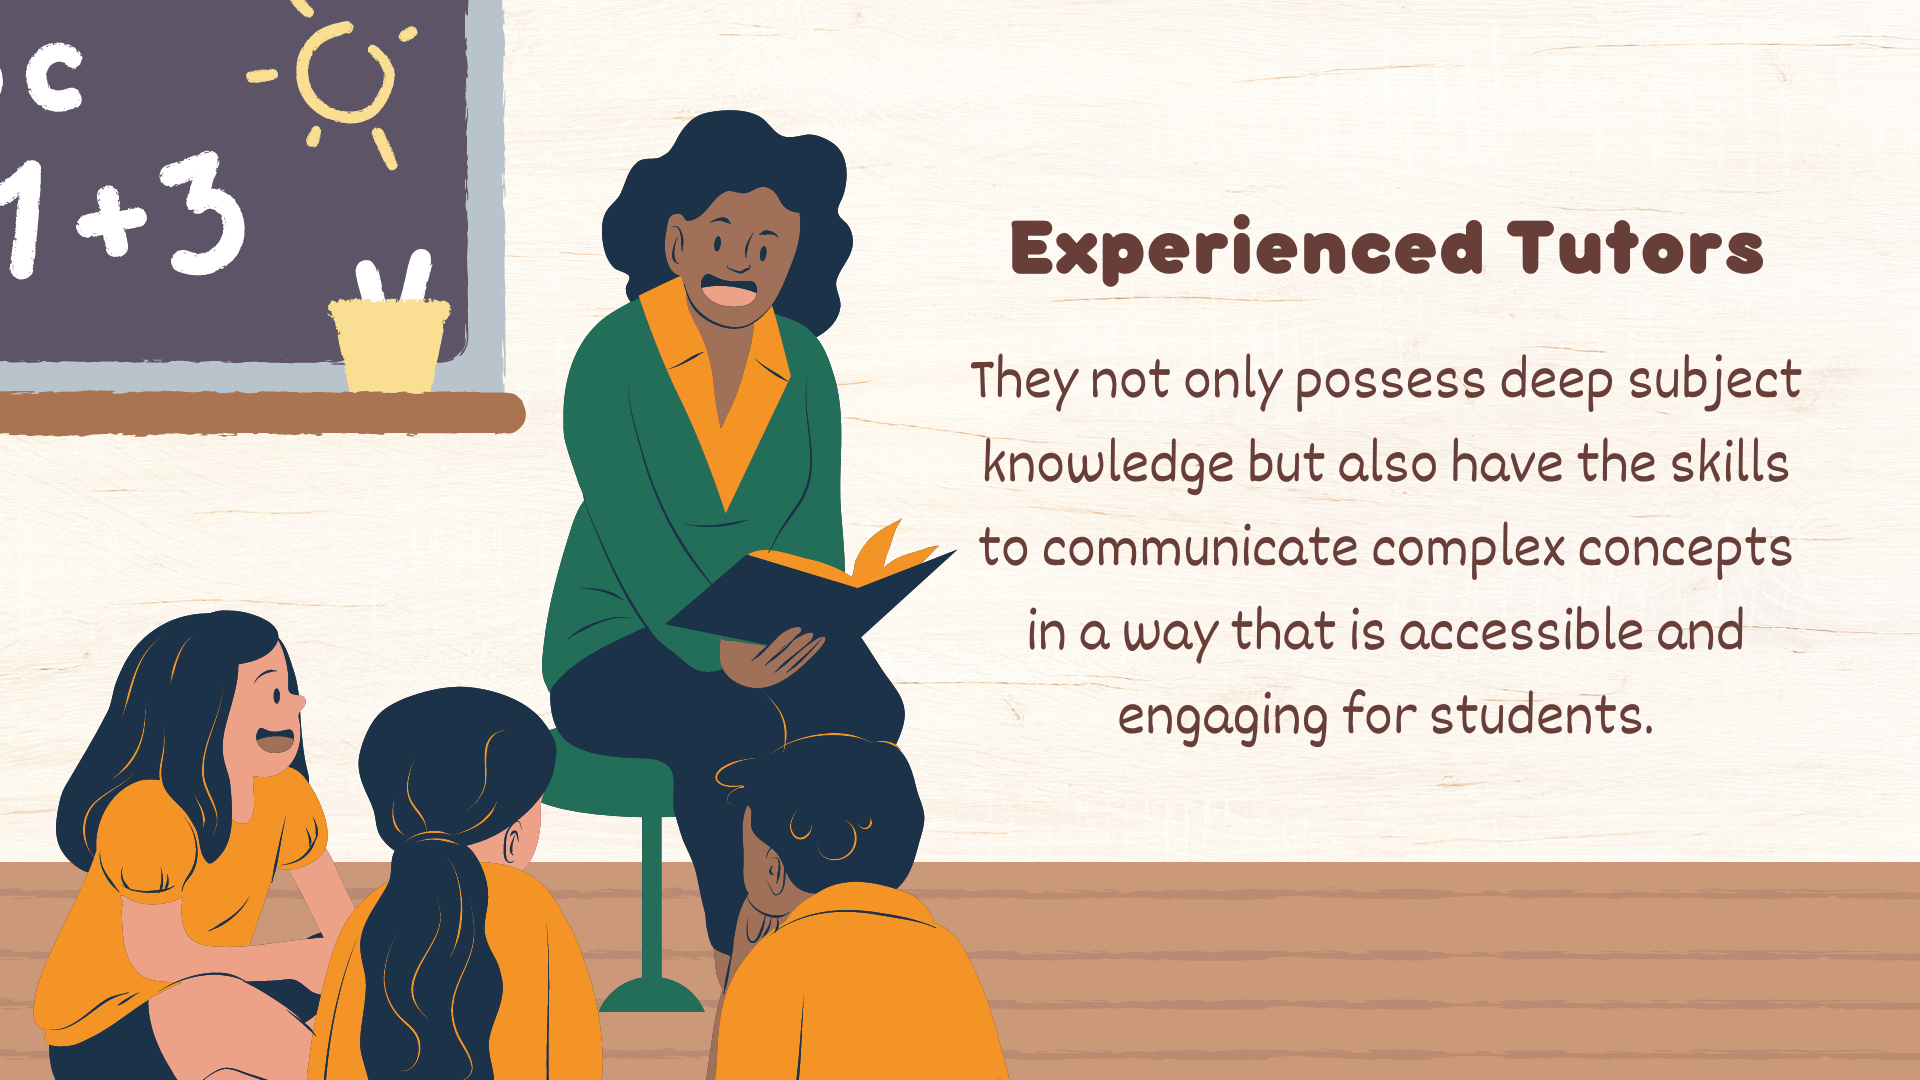 c
1+3
Experienced Tutors
They not only possess deep subject
knowledge but also have the skills
to communicate complex concepts
in a way that is accessible and
engaging for students.